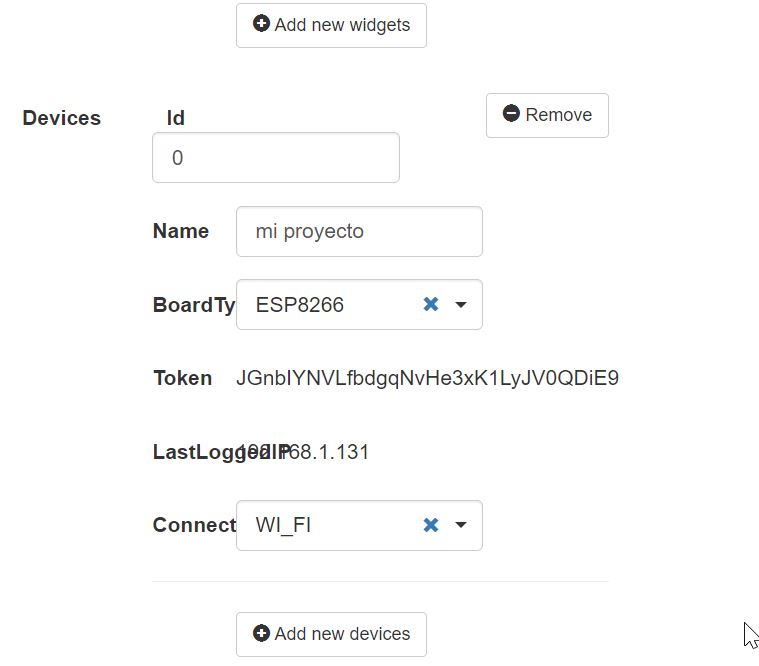 Add new widgets
Devices Id Remove
0
Name mi proyecto
BoardTy ESP8266
Token JGnbIYNVLfbdgqNvHe3xK1LyJV0QDiE9
LastLoggedIP 192.168.1.131
Connect WI_FI
Add new devices